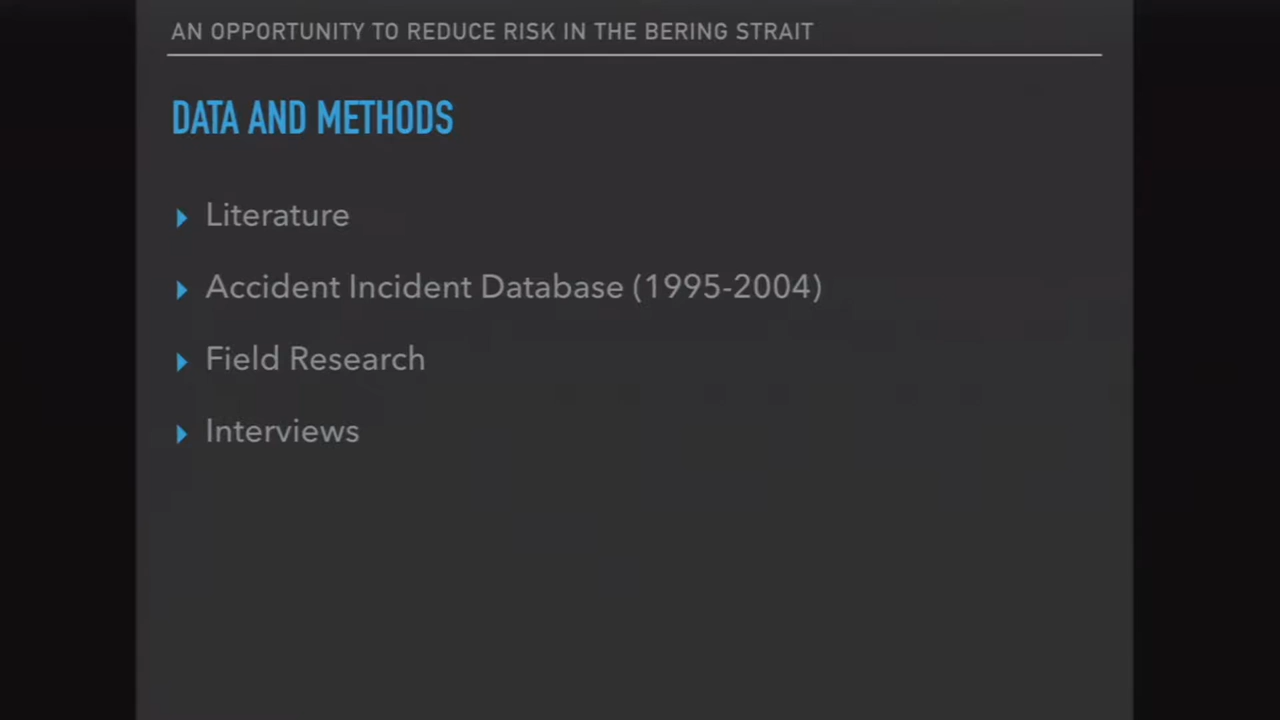 AN OPPORTUNITY TO REDUCE RISK IN THE BERING STRAIT
DATA AND METHODS
Literature
Accident Incident Database (1995-2004)
Field Research
Interviews